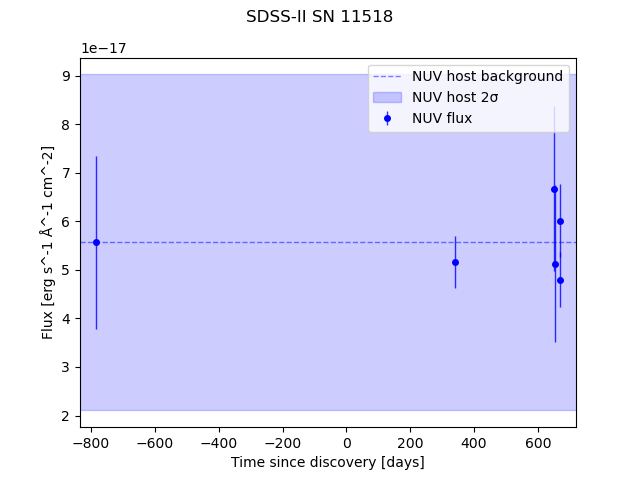 SDSS-II SN 11518
1e−17
NUV host background
NUV host 2σ
NUV flux
9
8
7
6
5
4
3
2
Flux [erg s^-1 Å^-1 cm^-2]
−800 −600 −400 −200 0 200 400 600
Time since discovery [days]